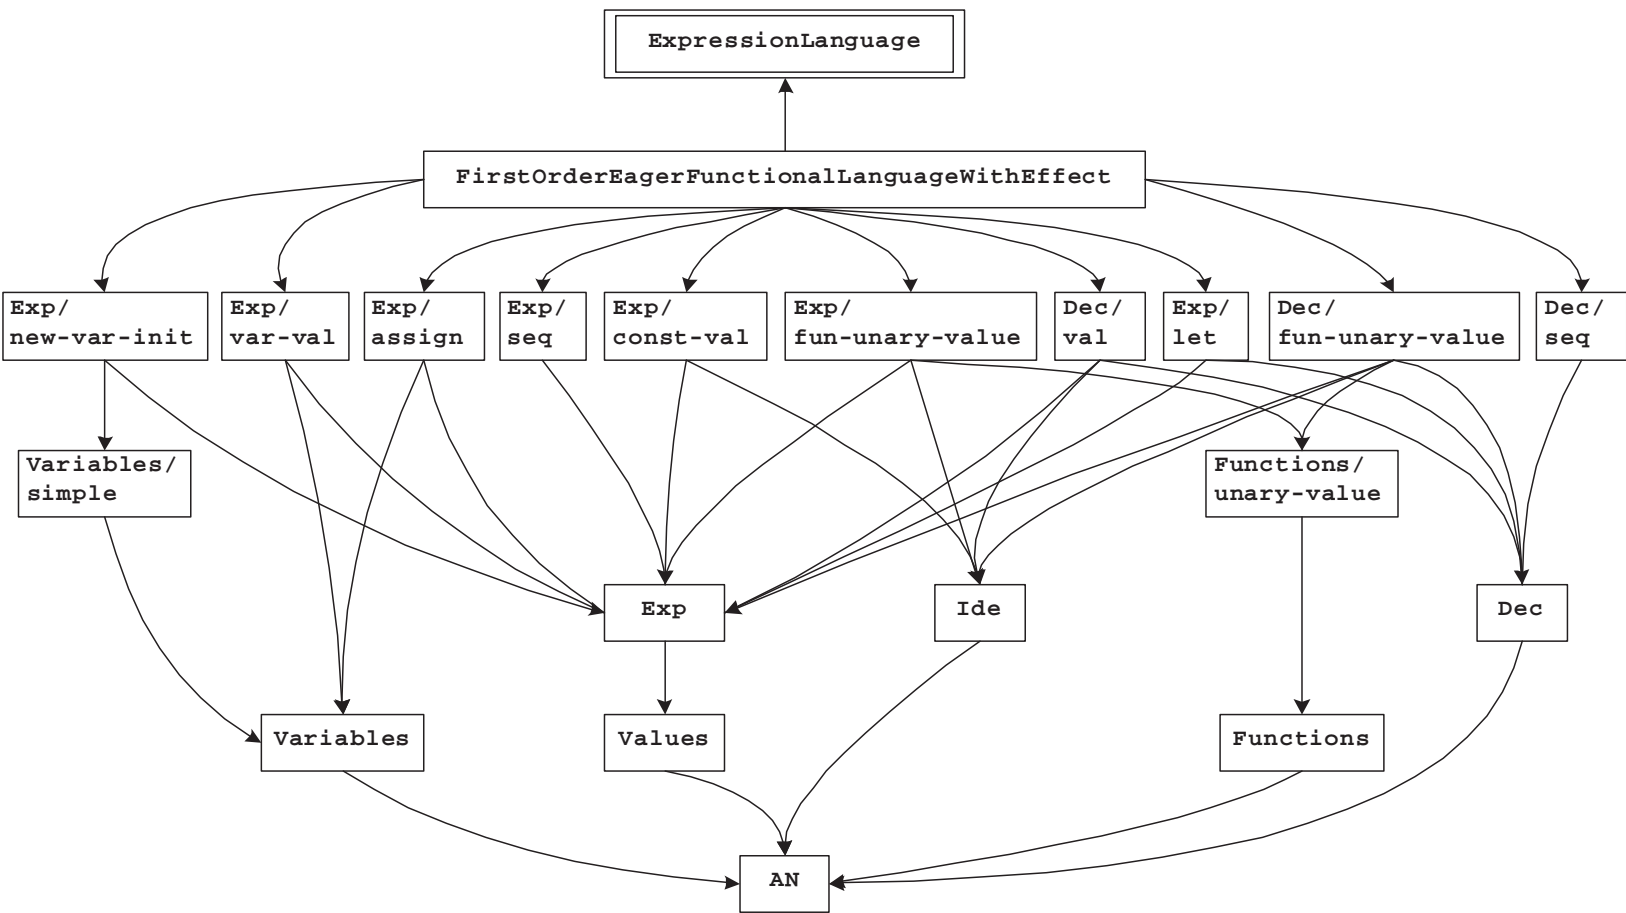 ExpressionLanguage
FirstOrderEagerFunctionalLanguageWithEffect
Exp/
new-var-init
Exp/
var-val
Exp/
assign
Exp/
seq
Exp/
const-val
Exp/
fun-unary-value
Dec/
val
Exp/
let
Dec/
fun-unary-value
Dec/
seq
Variables/
simple
Functions/
unary-value
Exp
Ide
Dec
Variables
Values
Functions
AN